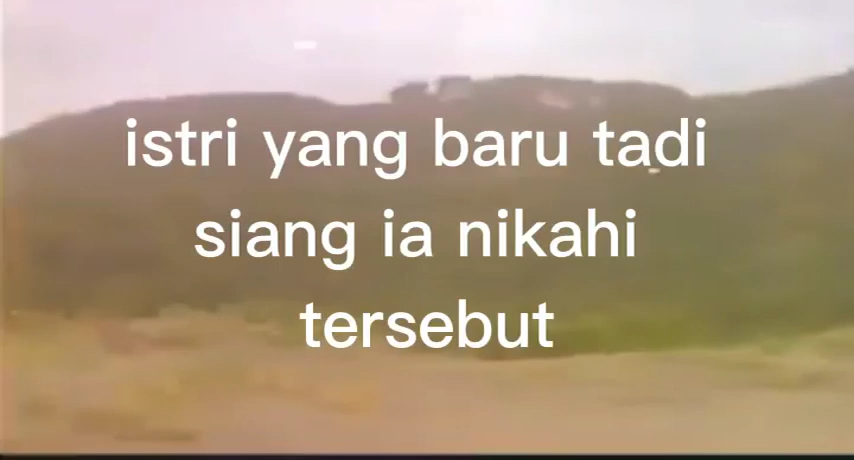 istri yang baru tadi
siang ia nikahi
tersebut